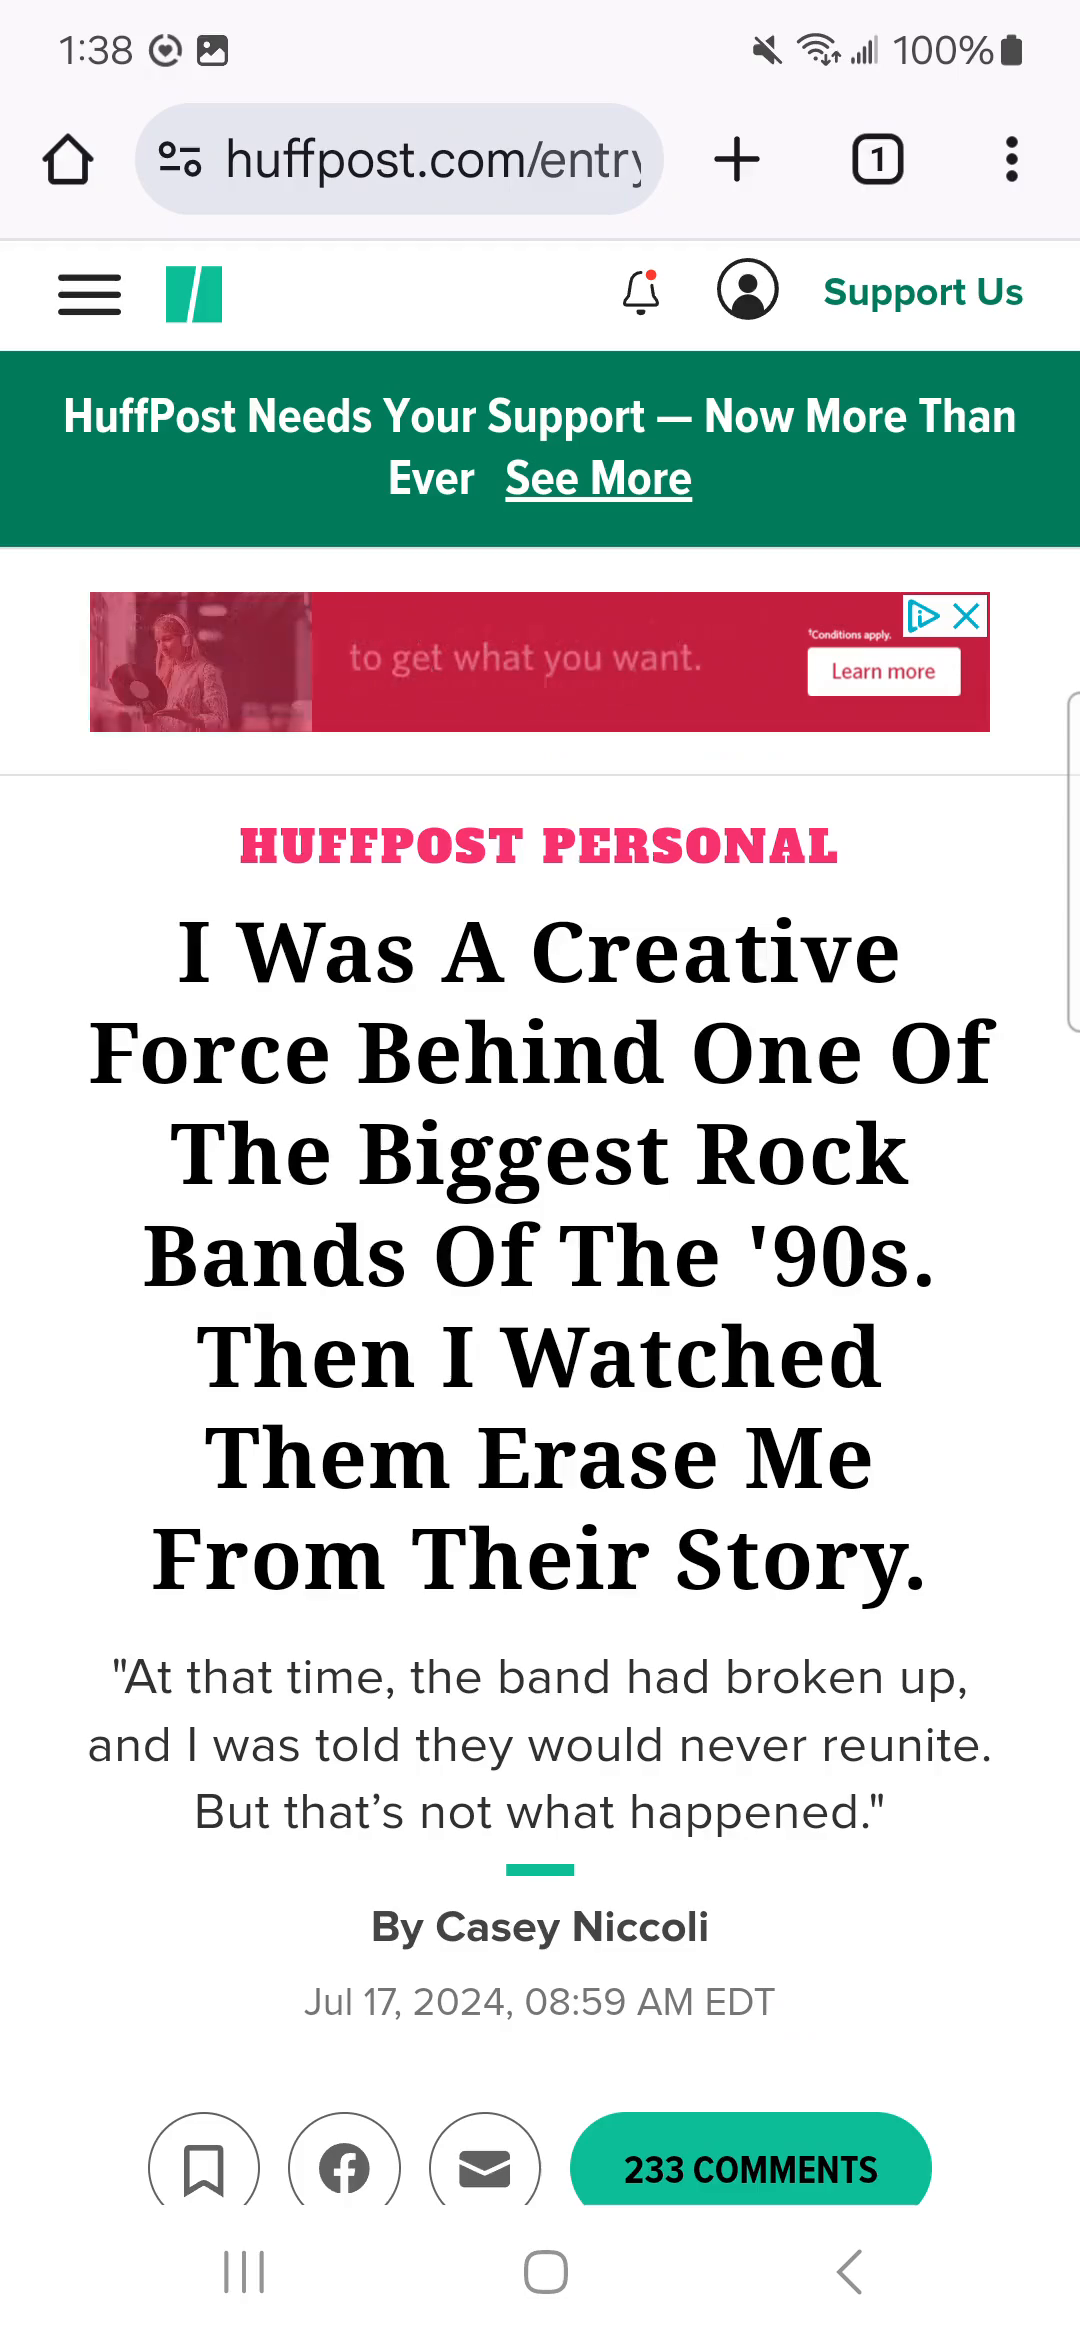 1:38
100%
huffpost.com/entry
1
Support Us
HuffPost Needs Your Support — Now More Than
Ever See More
to get what you want.
†Conditions apply.
Learn more
HUFFPOST PERSONAL
I Was A Creative
Force Behind One Of
The Biggest Rock
Bands Of The '90s.
Then I Watched
Them Erase Me
From Their Story.
"At that time, the band had broken up,
and I was told they would never reunite.
But that’s not what happened."
By Casey Niccoli
Jul 17, 2024, 08:59 AM EDT
233 COMMENTS